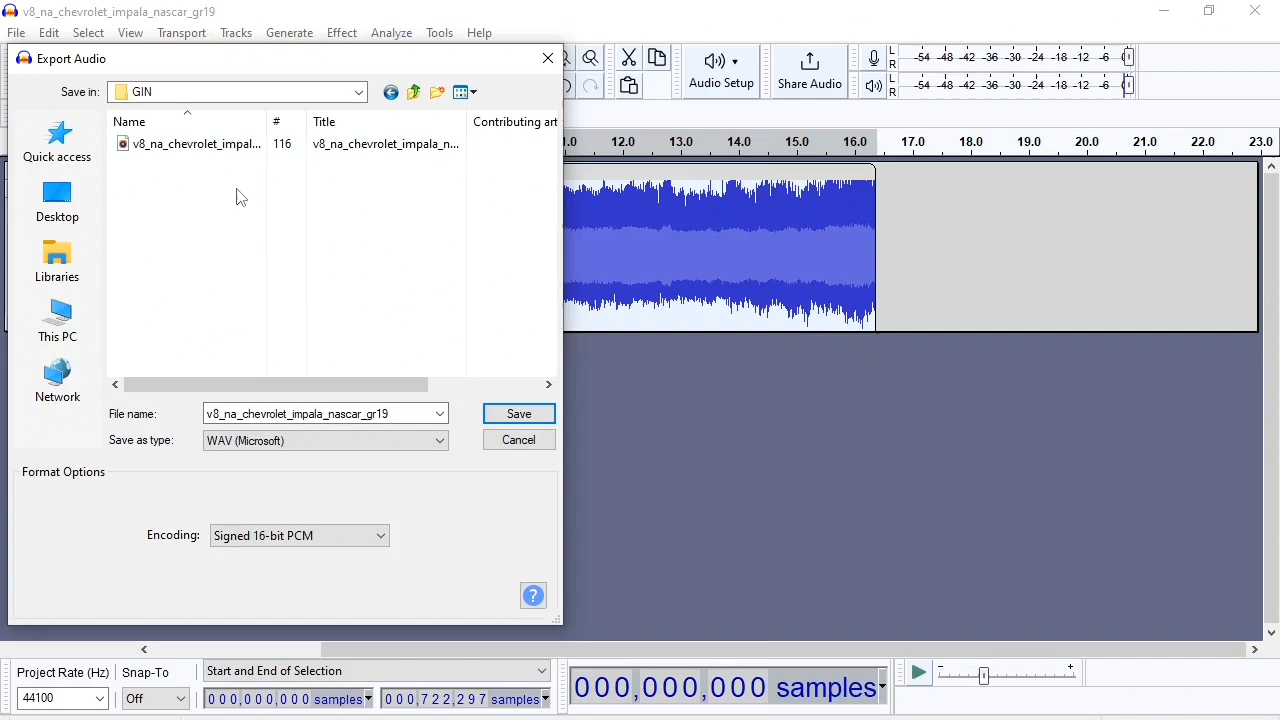 v8_na_chevrolet_impala_nascar_gr19
File Edit Select View Transport Tracks Generate Effect Analyze Tools Help
Export Audio
Save in: GIN
Audio Setup
Share Audio
L R -54 -48 -42 -36 -30 -24 -18 -12 -6
L R -54 -48 -42 -36 -30 -24 -18 -12 -6
Name # Title Contributing art
v8_na_chevrolet_impal... 116 v8_na_chevrolet_impala_n...
12.0 13.0 14.0 15.0 16.0 17.0 18.0 19.0 20.0 21.0 22.0 23.0
Quick access
Desktop
Libraries
This PC
Network
File name: v8_na_chevrolet_impala_nascar_gr19 Save
Save as type: WAV (Microsoft) Cancel
Format Options
Encoding: Signed 16-bit PCM
?
Project Rate (Hz) Snap-To Start and End of Selection
44100 Off 000,000,000 samples 000,722,297 samples
000,000,000 samples
- +